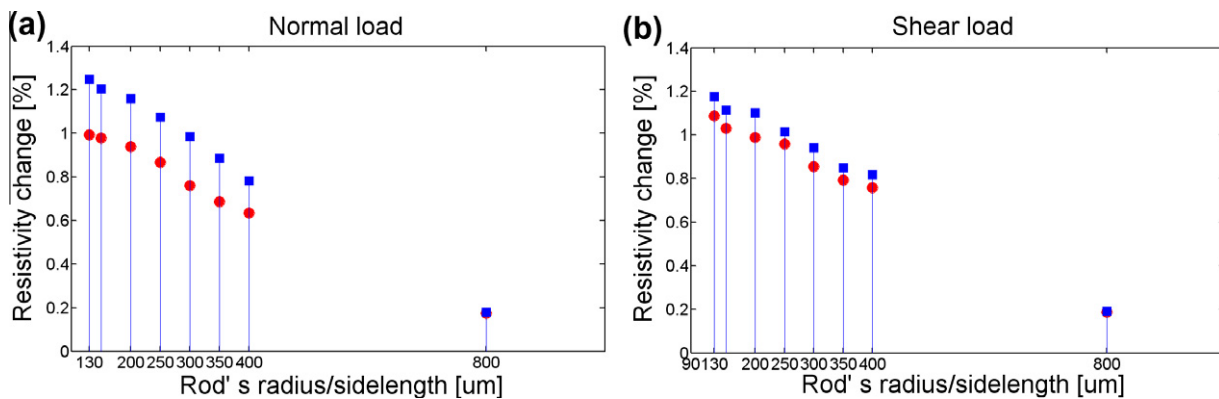 (a)
Normal load
Resistivity change [%]
1.4
1.2
1
0.8
0.6
0.4
0.2
0
130 200 250 300 350 400 800
Rod' s radius/sidelength [um]
(b)
Shear load
Resistivity change [%]
1.4
1.2
1
0.8
0.6
0.4
0.2
0
90 130 200 250 300 350 400 800
Rod' s radius/sidelength [um]